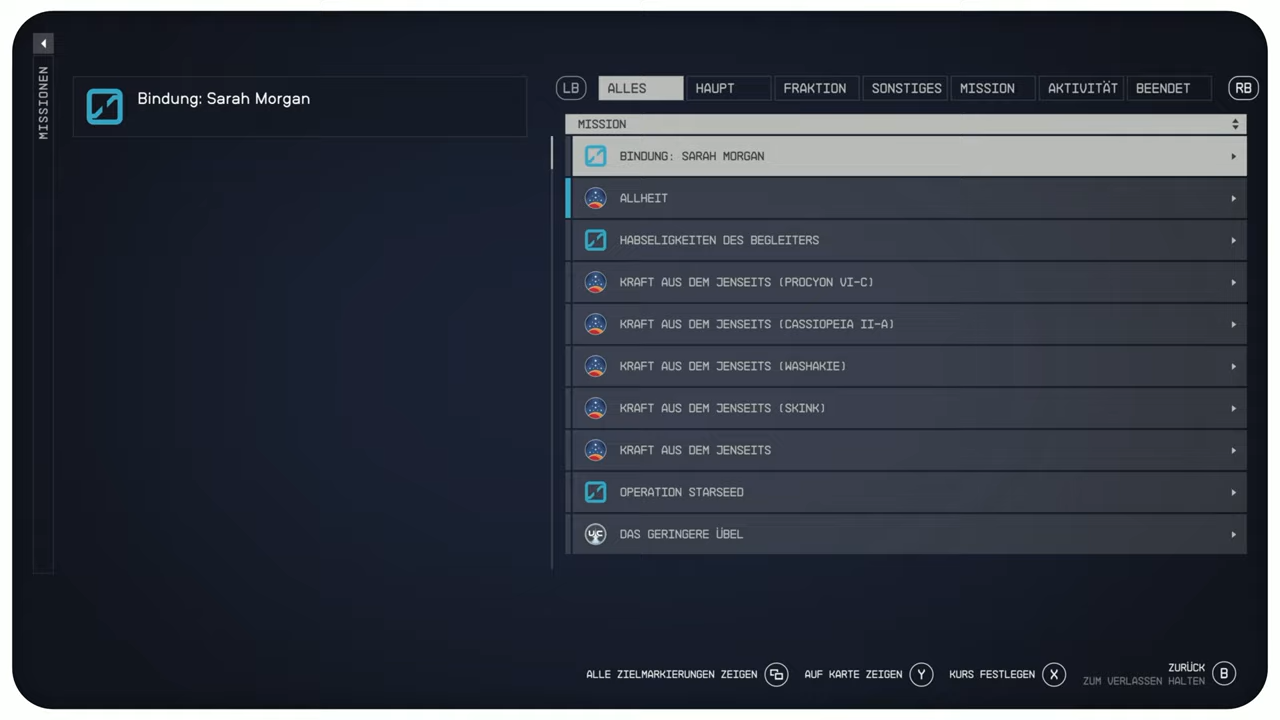 MISSIONEN
Bindung: Sarah Morgan
LB ALLES HAUPT FRAKTION SONSTIGES MISSION AKTIVITÄT BEENDET RB
MISSION
BINDUNG: SARAH MORGAN
ALLHEIT
HABSELIGKEITEN DES BEGLEITERS
KRAFT AUS DEM JENSEITS (PROCYON VI-C)
KRAFT AUS DEM JENSEITS (CASSIOPEIA II-A)
KRAFT AUS DEM JENSEITS (WASHAKIE)
KRAFT AUS DEM JENSEITS (SKINK)
KRAFT AUS DEM JENSEITS
OPERATION STARSEED
UC DAS GERINGERE ÜBEL
ALLE ZIELMARKIERUNGEN ZEIGEN AUF KARTE ZEIGEN Y KURS FESTLEGEN X ZURÜCK B
ZUM VERLASSEN HALTEN